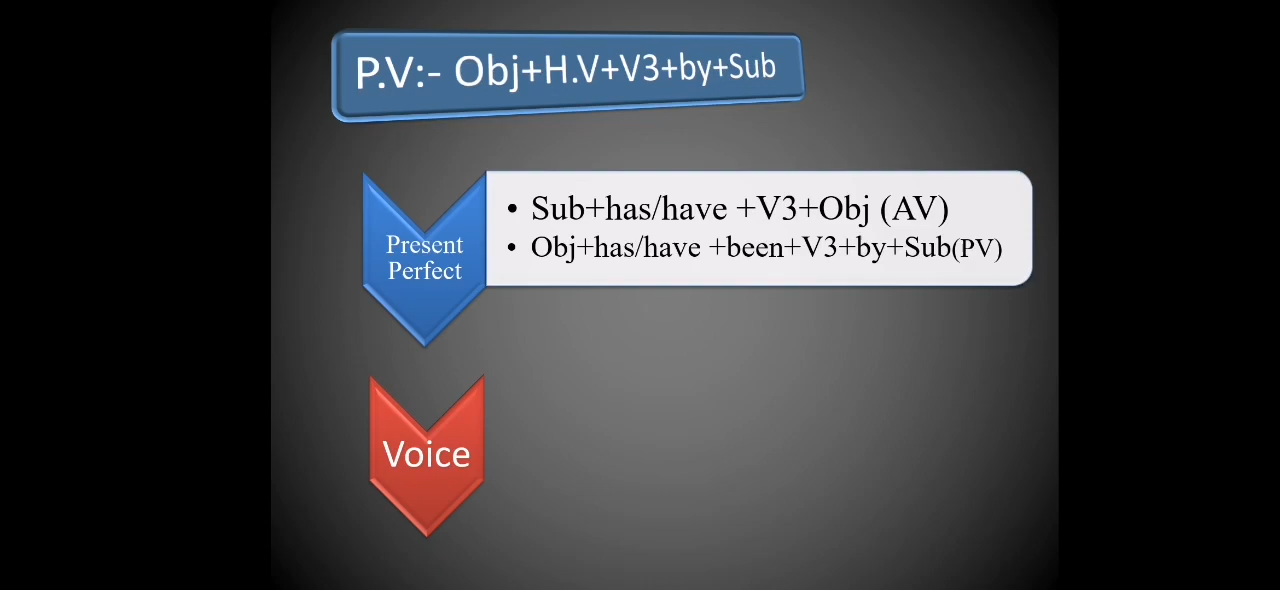 P.V:- Obj+H.V+V3+by+Sub
• Sub+has/have +V3+Obj (AV)
• Obj+has/have +been+V3+by+Sub(PV)
Present
Perfect
Voice